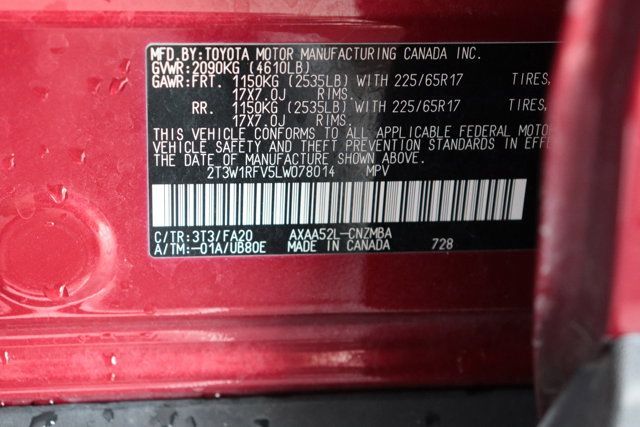 MFD.BY:TOYOTA MOTOR MANUFACTURING CANADA INC.
GVWR:2090KG (4610LB)
GAWR:FRT. 1150KG (2535LB) WITH 225/65R17 TIRES,
17X7.0J RIMS.
RR. 1150KG (2535LB) WITH 225/65R17 TIRES,
17X7.0J RIMS.
THIS VEHICLE CONFORMS TO ALL APPLICABLE FEDERAL MOTO
VEHICLE SAFETY AND THEFT PREVENTION STANDARDS IN EF
THE DATE OF MANUFACTURE SHOWN ABOVE.
2T3W1RFV5LW078014 MPV
C/TR:3T3/FA20 AXAA52L-CNZMBA
A/TM:-01A/UB80E MADE IN CANADA 728